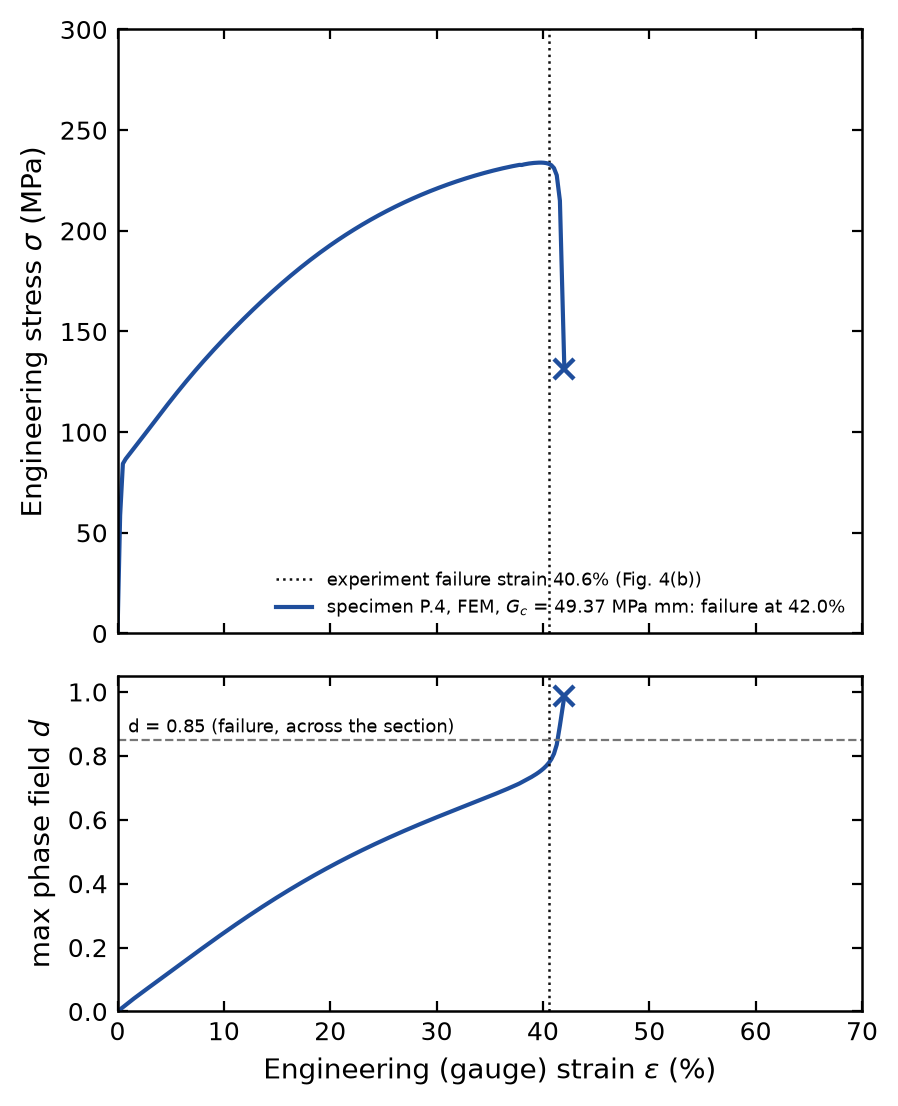 300
250
200
150
100
50
0
Engineering stress σ (MPa)
experiment failure strain 40.6% (Fig. 4(b))
specimen P.4, FEM, G_c = 49.37 MPa mm: failure at 42.0%
1.0
0.8
0.6
0.4
0.2
0.0
max phase field d
d = 0.85 (failure, across the section)
0 10 20 30 40 50 60 70
Engineering (gauge) strain ε (%)